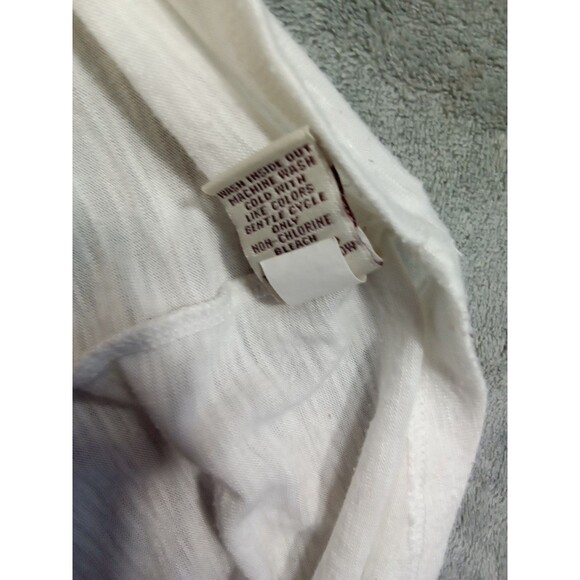 WASH INSIDE OUT
MACHINE WASH
COLD WITH
LIKE COLORS
GENTLE CYCLE
ONLY
NON-CHLORINE
BLEACH